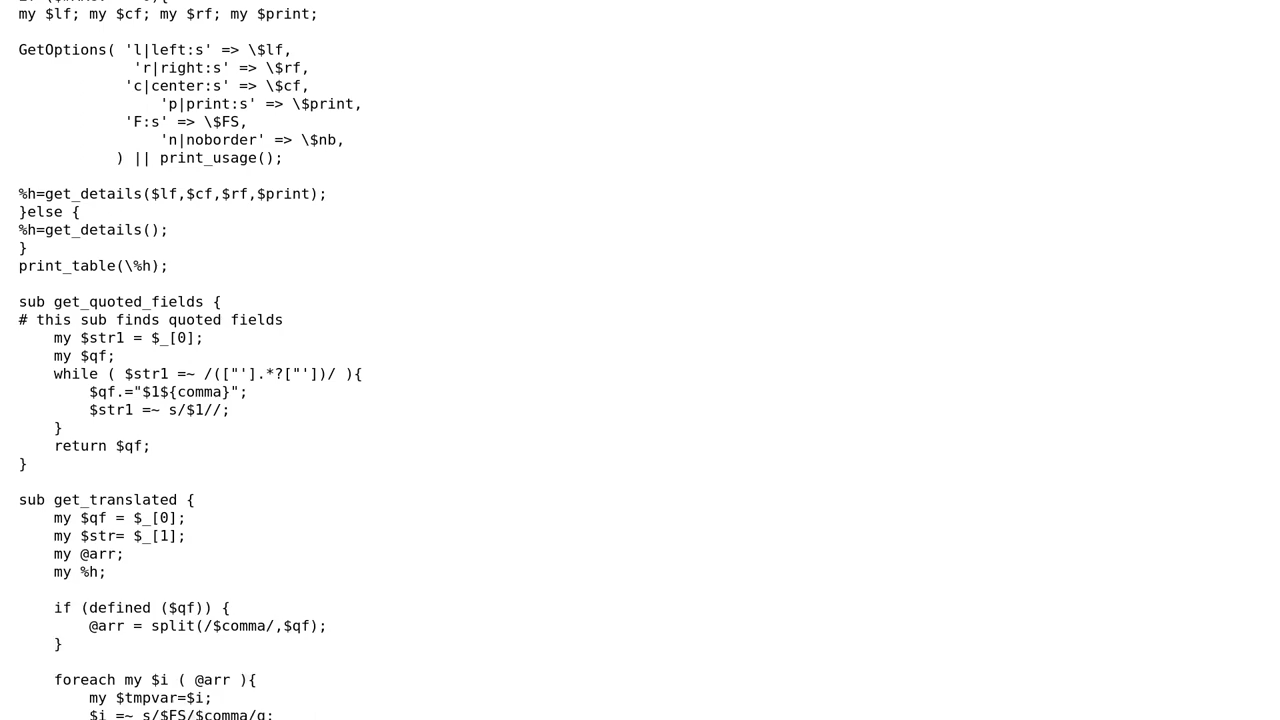 my $lf; my $cf; my $rf; my $print;

GetOptions( 'l|left:s' => \$lf,
             'r|right:s' => \$rf,
            'c|center:s' => \$cf,
                'p|print:s' => \$print,
            'F:s' => \$FS,
                'n|noborder' => \$nb,
           ) || print_usage();

%h=get_details($lf,$cf,$rf,$print);
}else {
%h=get_details();
}
print_table(\%h);

sub get_quoted_fields {
# this sub finds quoted fields
    my $str1 = $_[0];
    my $qf;
    while ( $str1 =~ /(["'].*?["'])/ ){
        $qf.="$1${comma}";
        $str1 =~ s/$1//;
    }
    return $qf;
}

sub get_translated {
    my $qf = $_[0];
    my $str= $_[1];
    my @arr;
    my %h;

    if (defined ($qf)) {
        @arr = split(/$comma/,$qf);
    }

    foreach my $i ( @arr ){
        my $tmpvar=$i;
        $i =~ s/$FS/$comma/g;